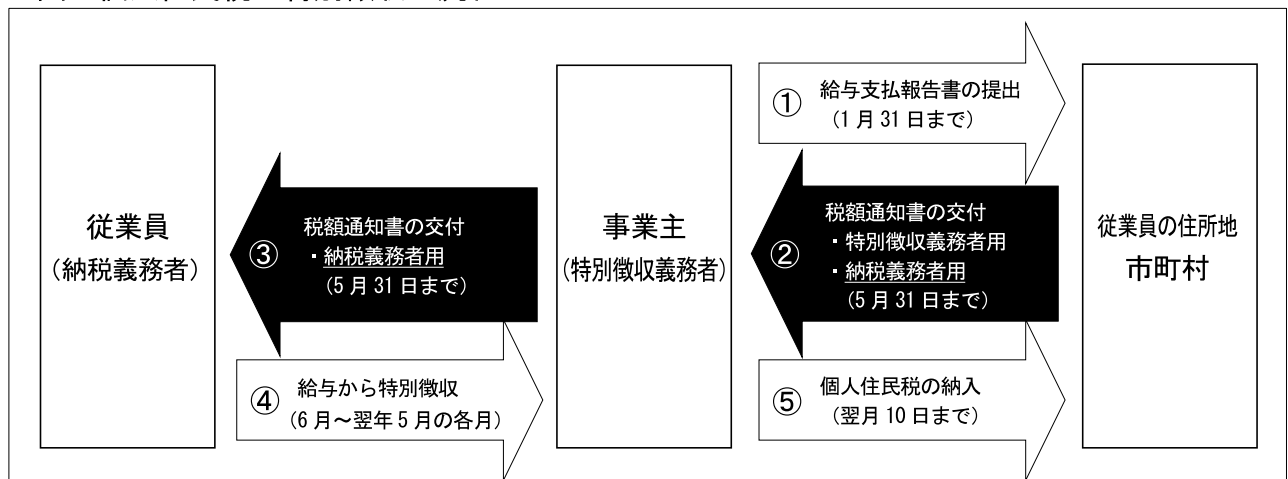 従業員
（納税義務者）
③
税額通知書の交付
・納税義務者用
（5月31日まで）
④
給与から特別徴収
（6月～翌年5月の各月）
事業主
（特別徴収義務者）
①
給与支払報告書の提出
（1月31日まで）
②
税額通知書の交付
・特別徴収義務者用
・納税義務者用
（5月31日まで）
⑤
個人住民税の納入
（翌月10日まで）
従業員の住所地
市町村